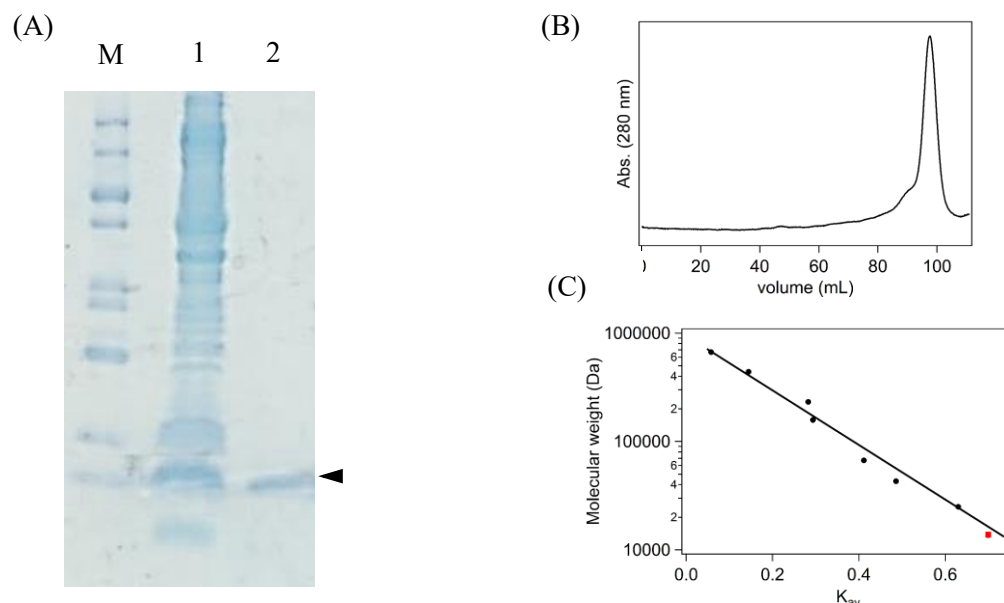 (A)
M 1 2
(B)
Abs. (280 nm)
) 20 40 60 80 100
volume (mL)
(C)
Molecular weight (Da)
1000000
6
4
2
100000
6
4
2
10000
0.0 0.2 0.4 0.6
K_av